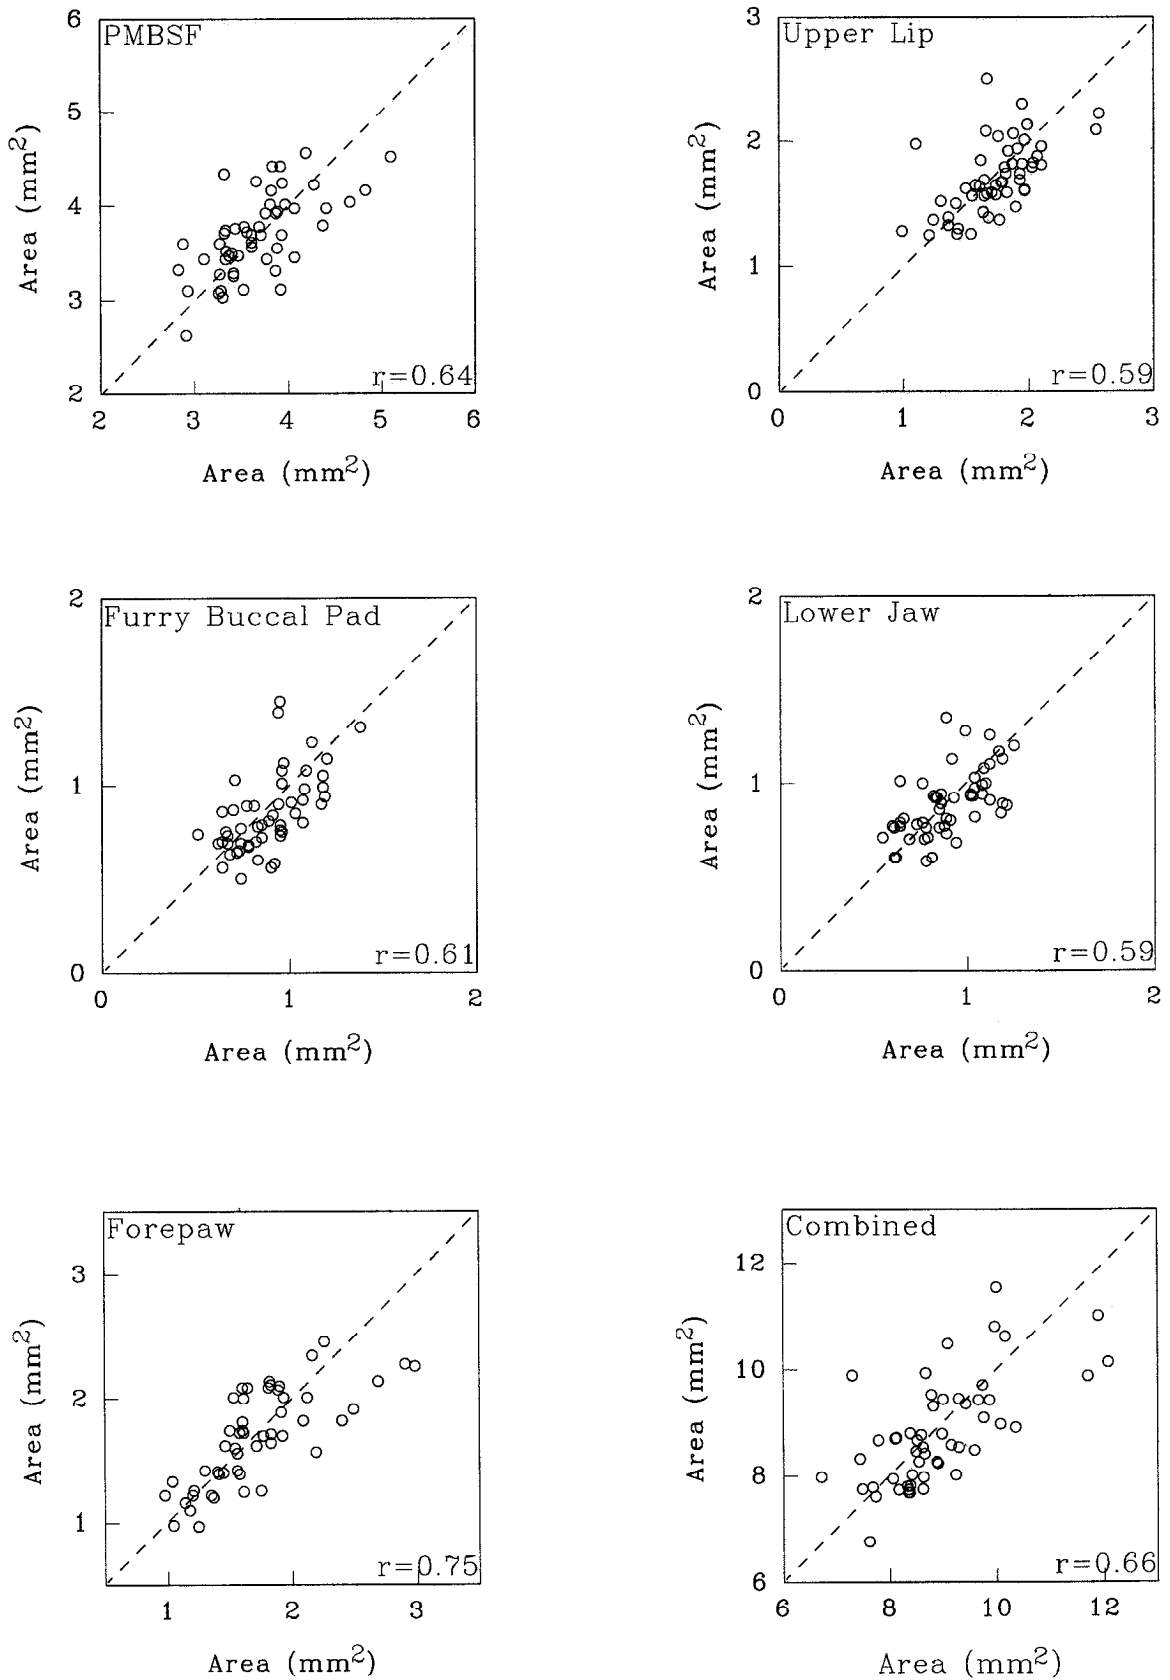 PMBSF
6
5
4
3
2
Area (mm2)
r=0.64
2 3 4 5 6
Area (mm2)
Upper Lip
3
2
1
0
Area (mm2)
r=0.59
0 1 2 3
Area (mm2)
Furry Buccal Pad
2
1
0
Area (mm2)
r=0.61
0 1 2
Area (mm2)
Lower Jaw
2
1
0
Area (mm2)
r=0.59
0 1 2
Area (mm2)
Forepaw
3
2
1
Area (mm2)
r=0.75
1 2 3
Area (mm2)
Combined
12
10
8
6
Area (mm2)
r=0.66
6 8 10 12
Area (mm2)